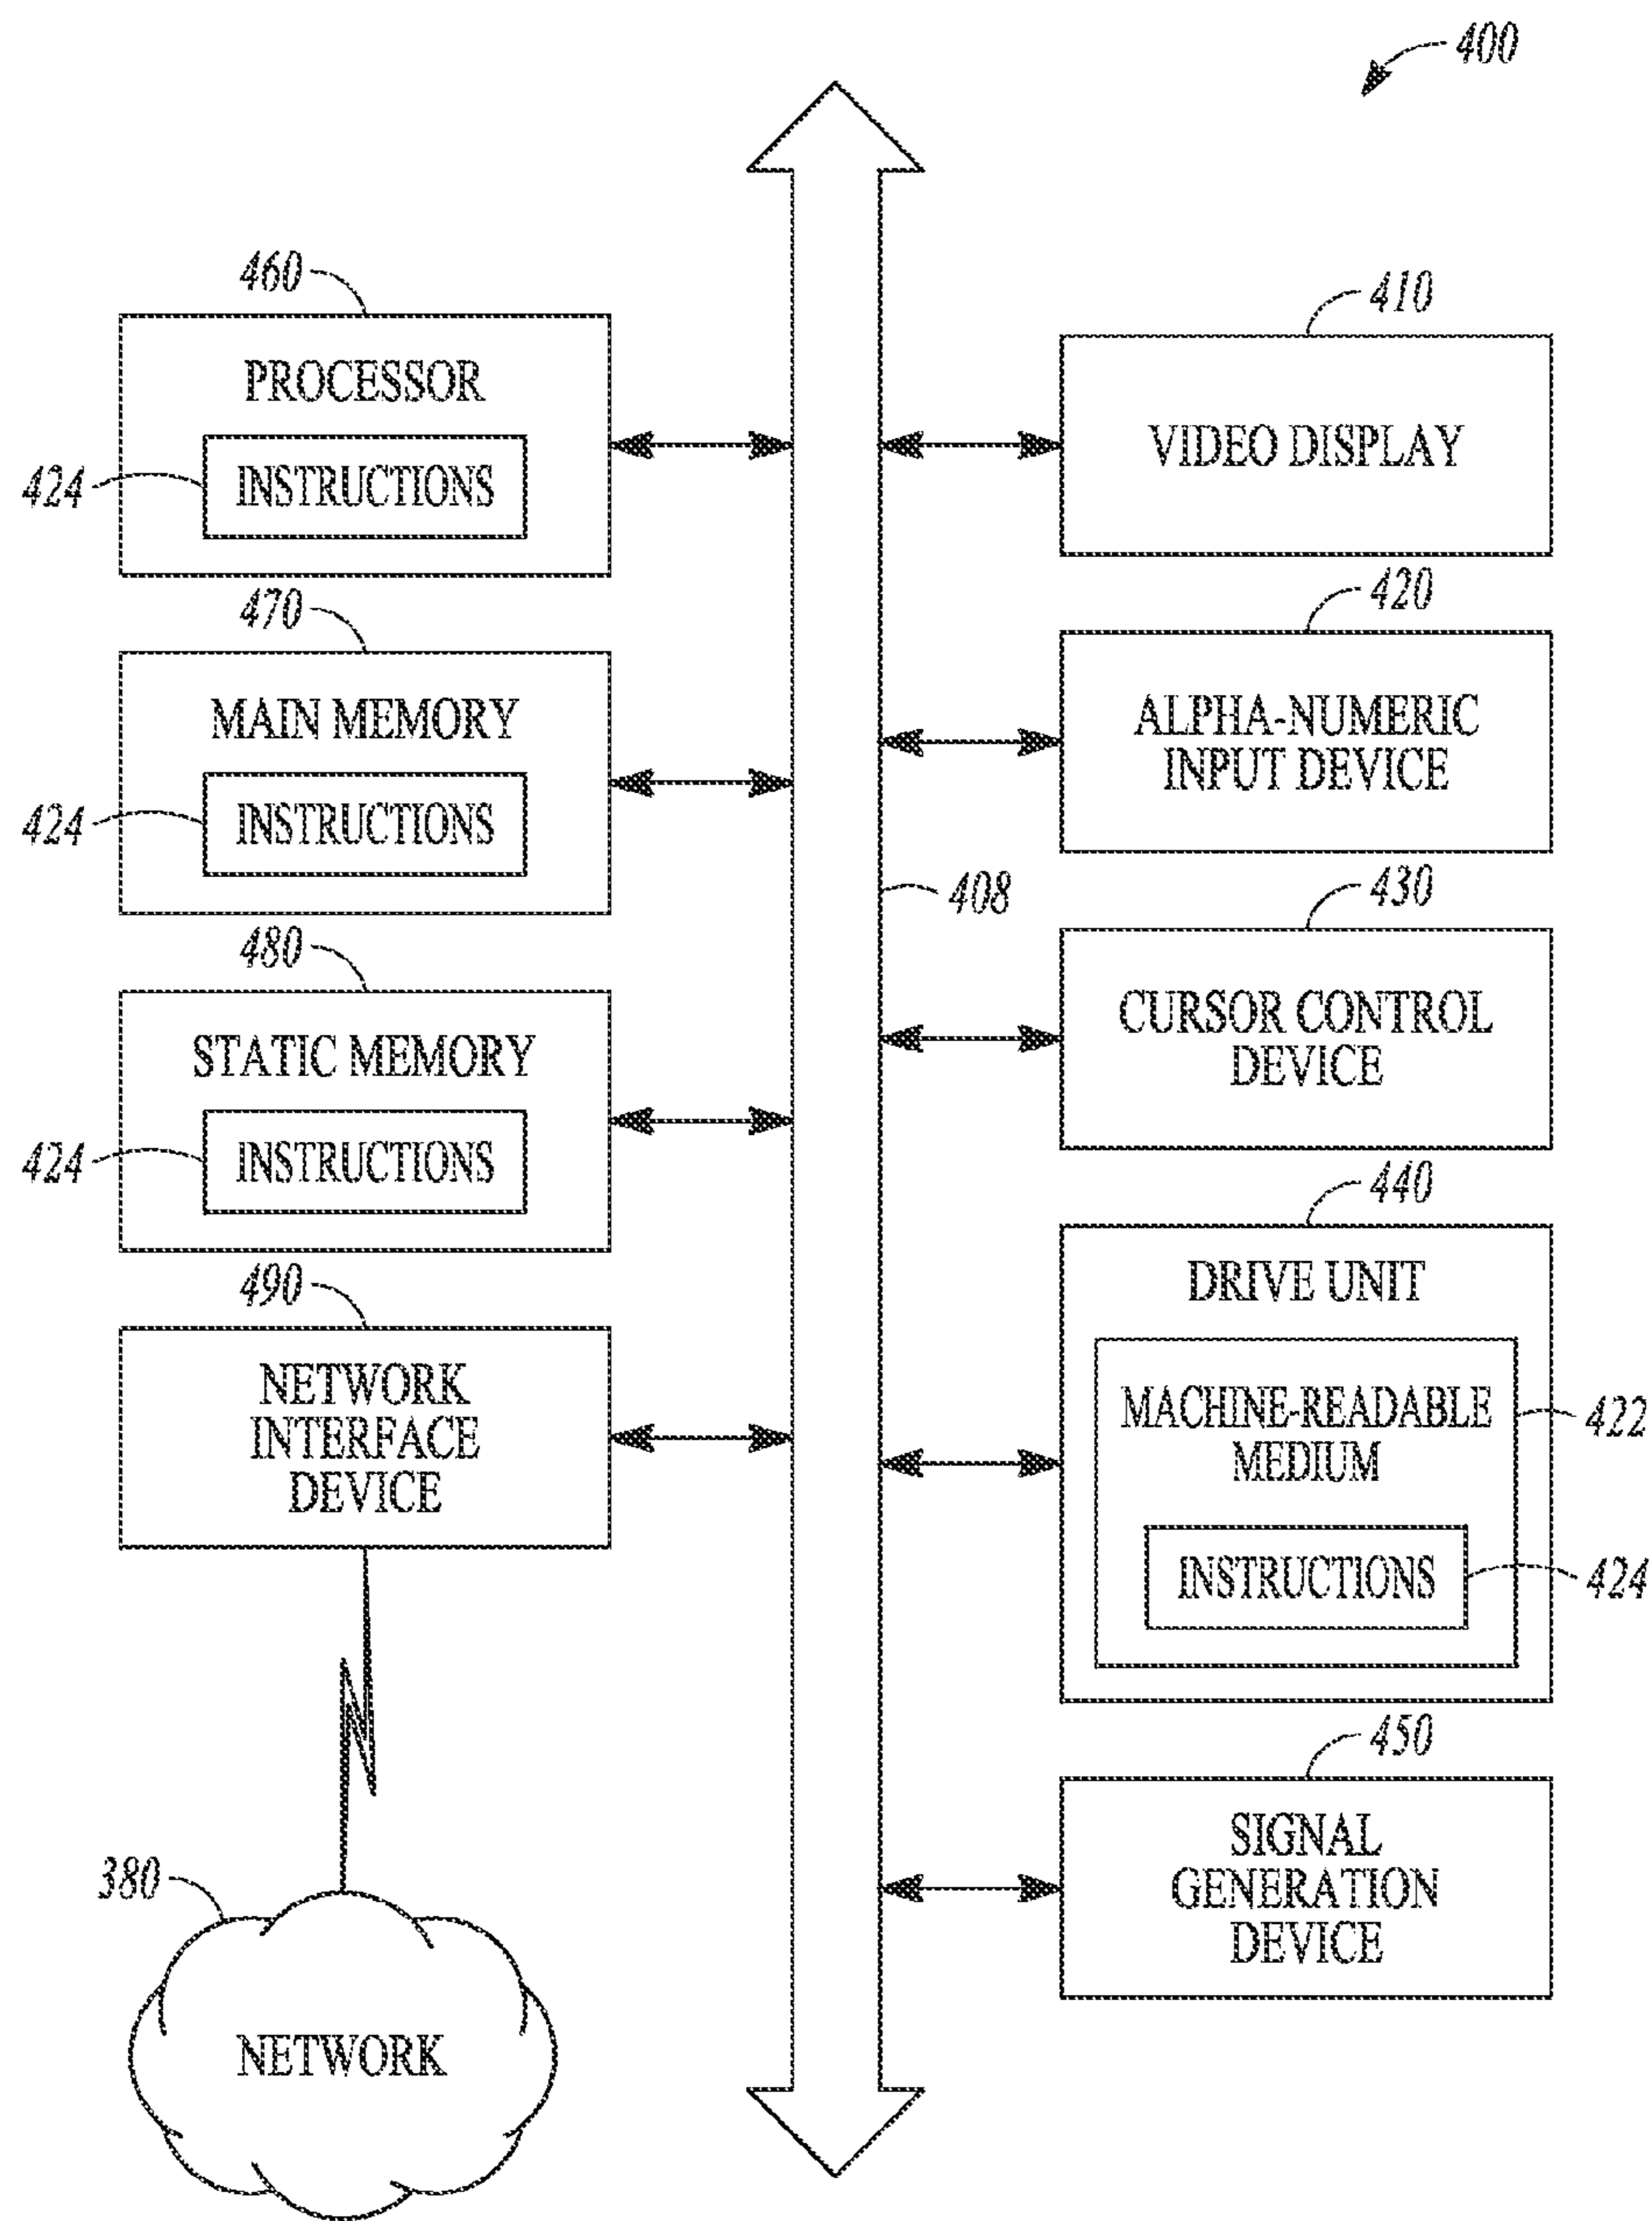 400
460
PROCESSOR
424
INSTRUCTIONS
470
MAIN MEMORY
424
INSTRUCTIONS
480
STATIC MEMORY
424
INSTRUCTIONS
490
NETWORK
INTERFACE
DEVICE
380
NETWORK
408
410
VIDEO DISPLAY
420
ALPHA-NUMERIC
INPUT DEVICE
430
CURSOR CONTROL
DEVICE
440
DRIVE UNIT
MACHINE-READABLE
MEDIUM
422
INSTRUCTIONS
424
450
SIGNAL
GENERATION
DEVICE